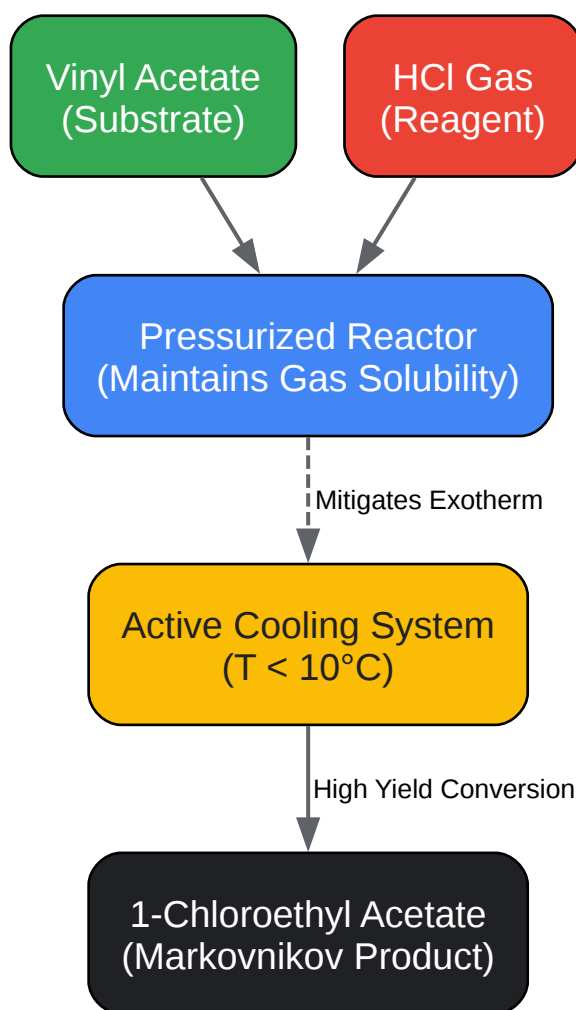 Vinyl Acetate
(Substrate)
HCl Gas
(Reagent)
Pressurized Reactor
(Maintains Gas Solubility)
Mitigates Exotherm
Active Cooling System
(T < 10°C)
High Yield Conversion
1-Chloroethyl Acetate
(Markovnikov Product)